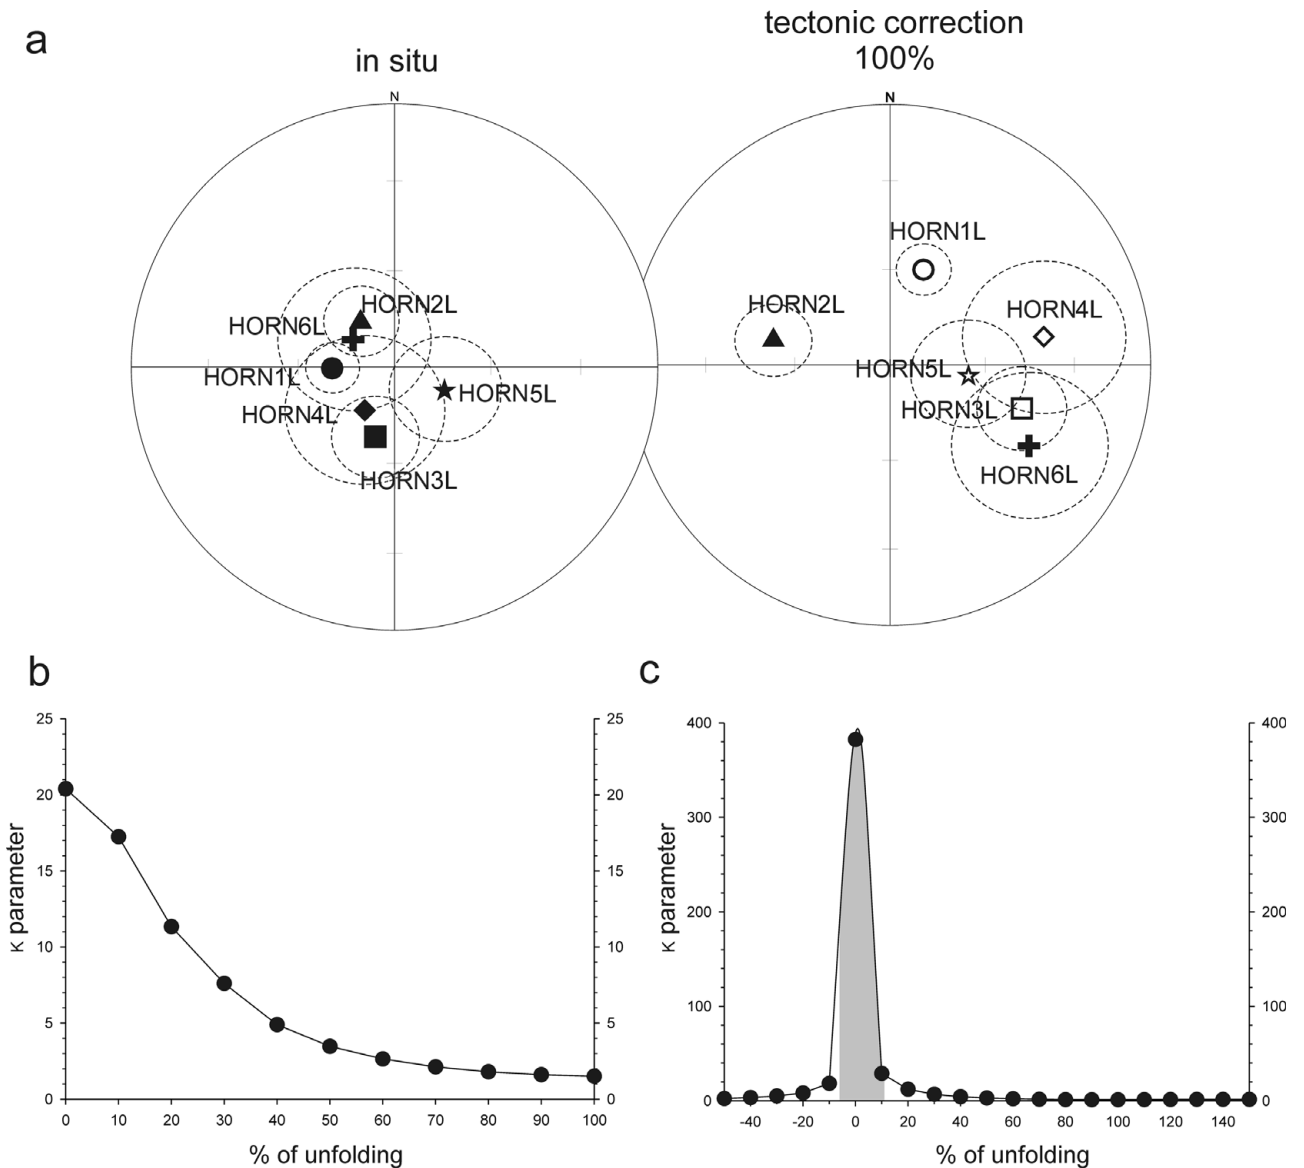 a
in situ
tectonic correction
100%
N
N
HORN1L
HORN2L
HORN6L
HORN2L
HORN4L
HORN1L
HORN5L
HORN5L
HORN4L
HORN3L
HORN3L
HORN6L
b
c
25
20
15
10
5
0
K parameter
25
20
15
10
5
0
0 10 20 30 40 50 60 70 80 90 100
% of unfolding
400
300
200
100
0
K parameter
400
300
200
100
0
-40 -20 0 20 40 60 80 100 120 140
% of unfolding